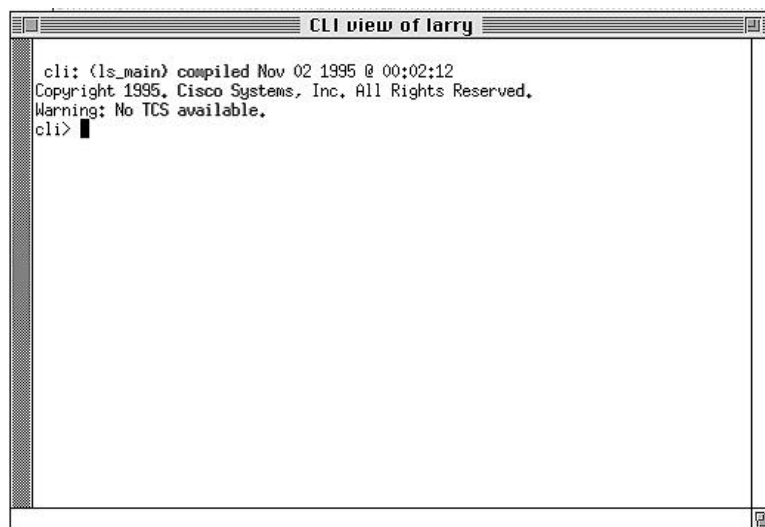 CLI view of larry
cli: (ls_main) compiled Nov 02 1995 @ 00:02:12
Copyright 1995. Cisco Systems, Inc. All Rights Reserved.
Warning: No TCS available.
cli>